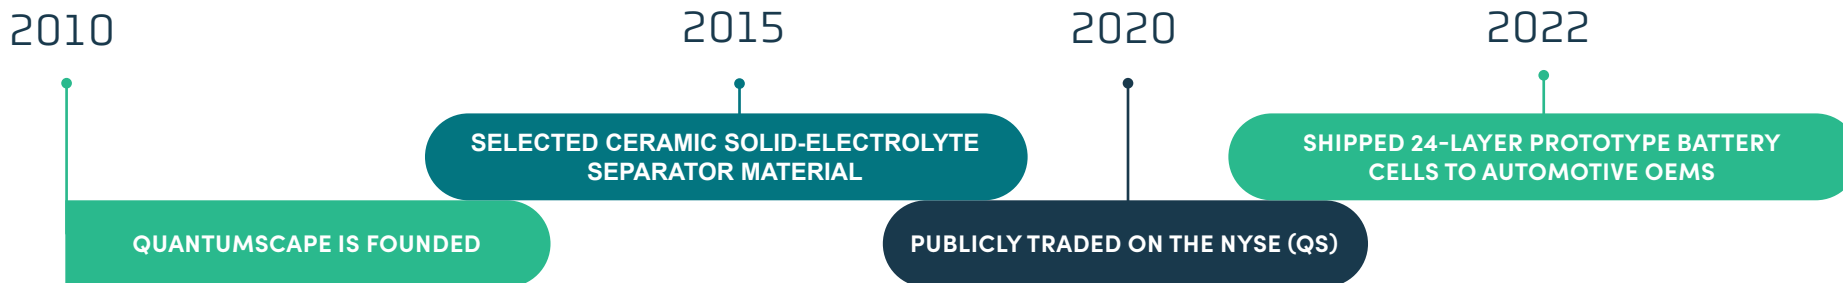 2010
QUANTUMSCAPE IS FOUNDED
2015
SELECTED CERAMIC SOLID-ELECTROLYTE
SEPARATOR MATERIAL
2020
PUBLICLY TRADED ON THE NYSE (QS)
2022
SHIPPED 24-LAYER PROTOTYPE BATTERY
CELLS TO AUTOMOTIVE OEMS